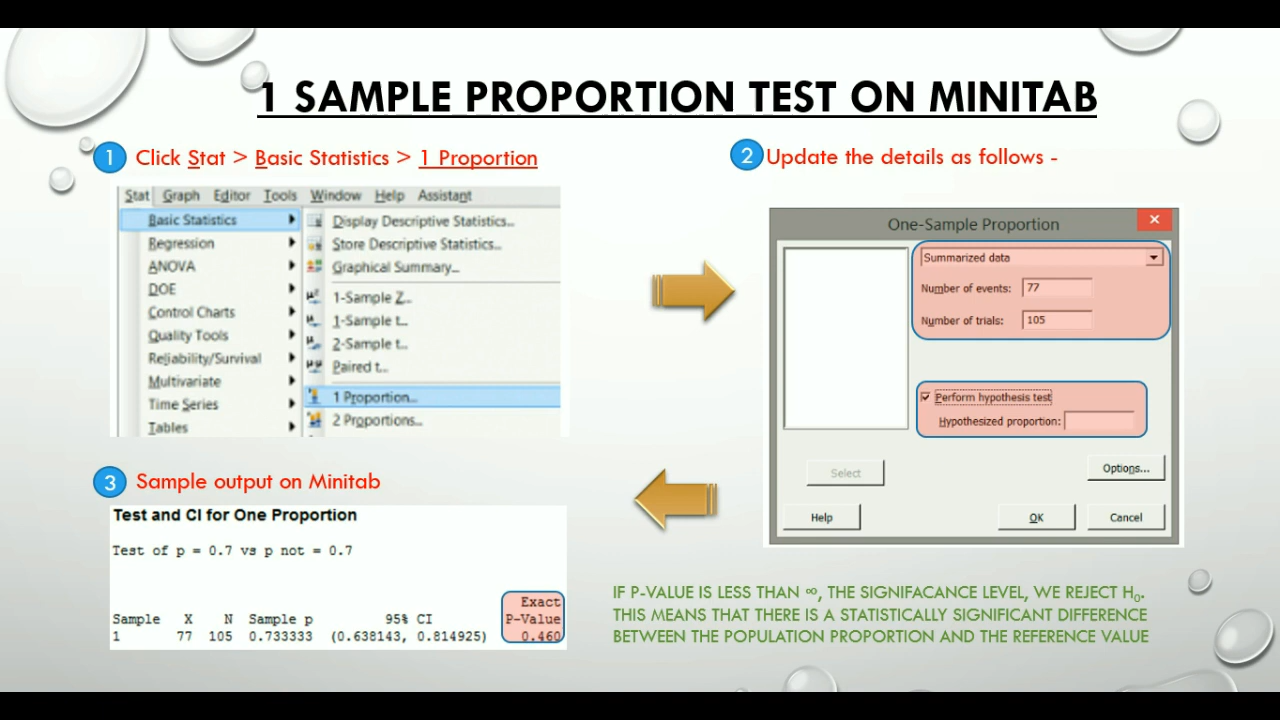 1 SAMPLE PROPORTION TEST ON MINITAB
1 Click Stat > Basic Statistics > 1 Proportion
Stat Graph Editor Tools Window Help Assistant
Basic Statistics
Regression
ANOVA
DOE
Control Charts
Quality Tools
Reliability/Survival
Multivariate
Time Series
Tables
Display Descriptive Statistics...
Store Descriptive Statistics...
Graphical Summary...
µ² 1-Sample Z...
µ 1-Sample t...
µ 2-Sample t...
µµ Paired t...
1 Proportion...
2 Proportions...
2 Update the details as follows -
One-Sample Proportion
Summarized data
Number of events: 77
Number of trials: 105
Perform hypothesis test
Hypothesized proportion:
Select
Options...
Help
OK
Cancel
3 Sample output on Minitab
Test and CI for One Proportion
Test of p = 0.7 vs p not = 0.7
Exact
Sample X N Sample p 95% CI P-Value
1 77 105 0.733333 (0.638143, 0.814925) 0.460
IF P-VALUE IS LESS THAN ∞, THE SIGNIFACANCE LEVEL, WE REJECT H₀.
THIS MEANS THAT THERE IS A STATISTICALLY SIGNIFICANT DIFFERENCE
BETWEEN THE POPULATION PROPORTION AND THE REFERENCE VALUE